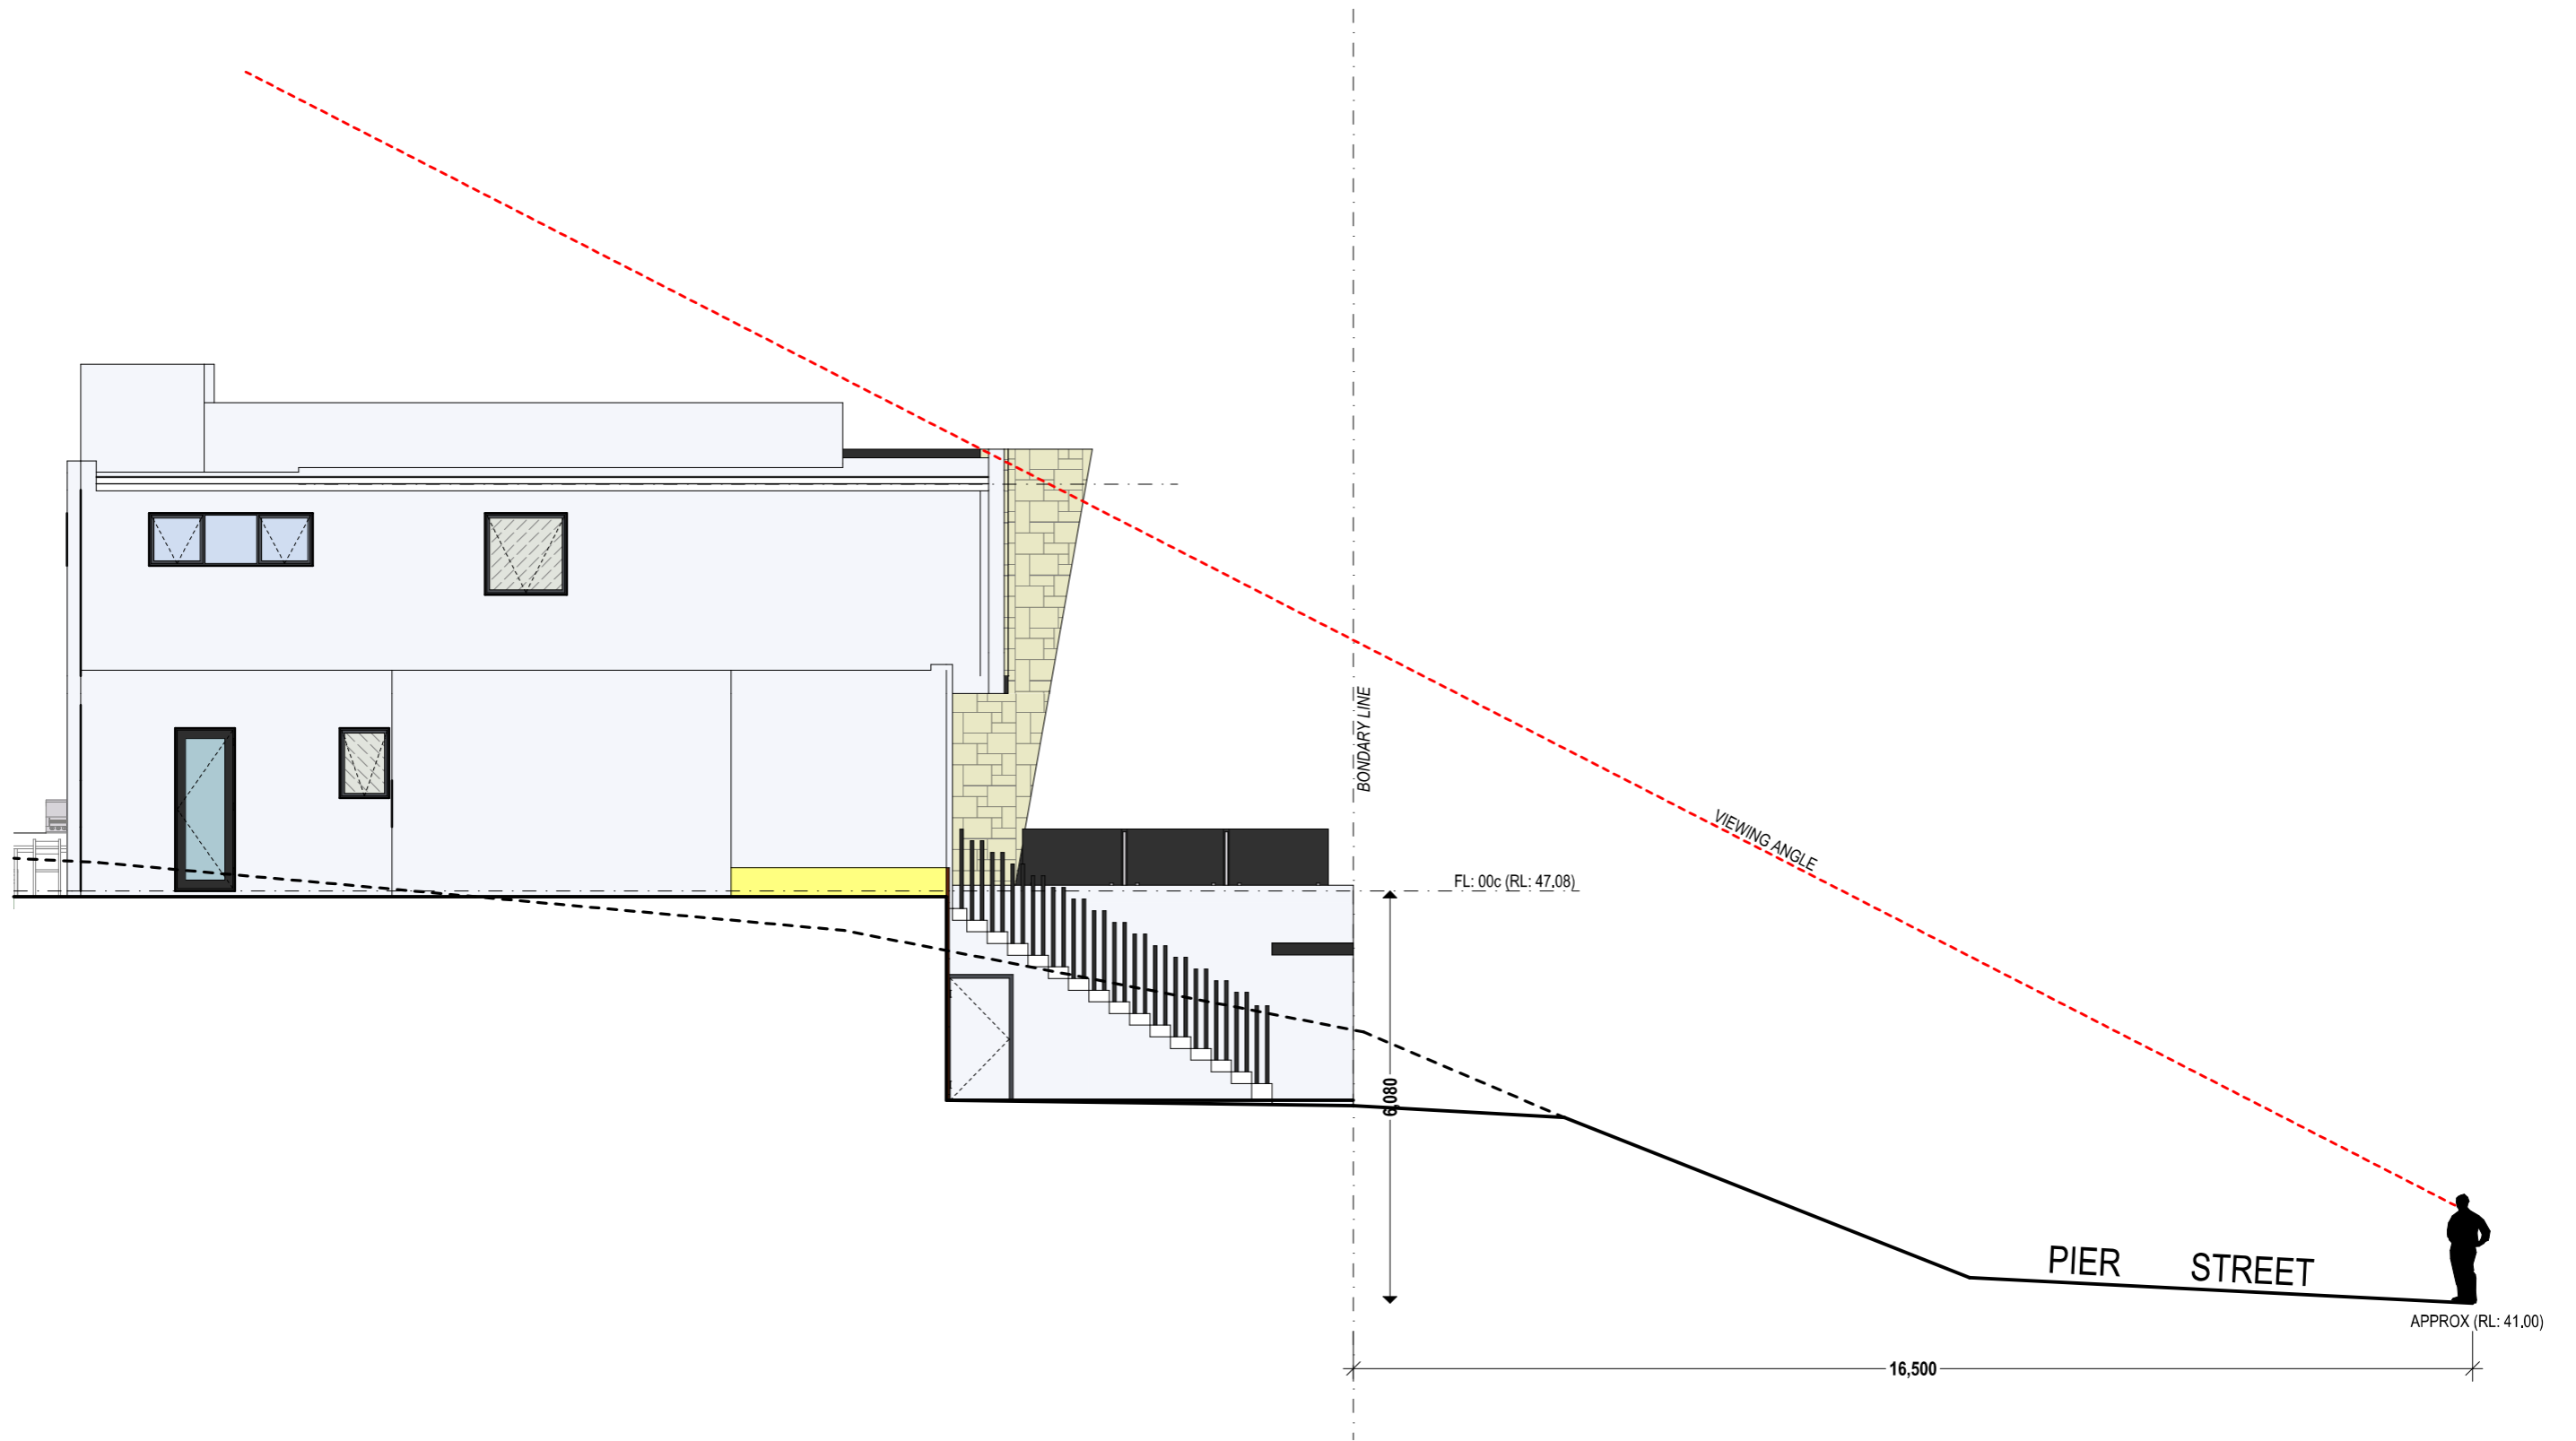 BONDARY LINE
VIEWING ANGLE
FL: 00c (RL: 47.08)
6,080
PIER STREET
APPROX (RL: 41.00)
16,500